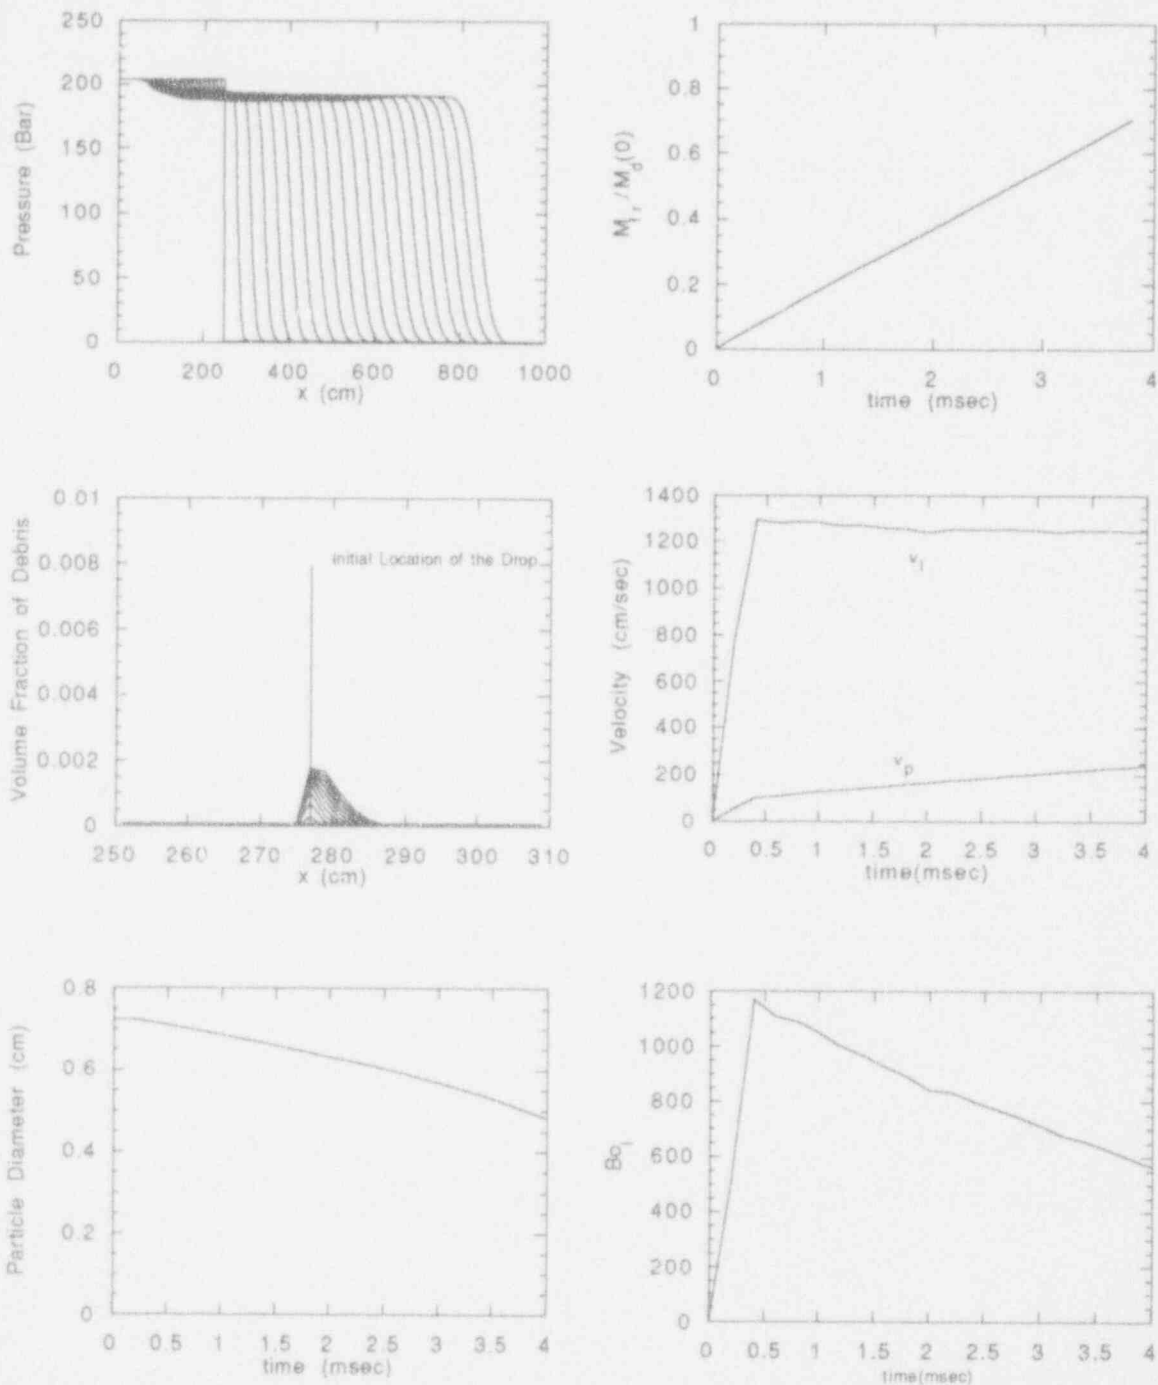 250
200
150
100
50
0
Pressure (Bar)
0 200 400 600 800 1000
x (cm)
1
0.8
0.6
0.4
0.2
0
M_fr/M_d(0)
0 1 2 3 4
time (msec)
0.01
0.008
0.006
0.004
0.002
0
Volume Fraction of Debris
Initial Location of the Drop
250 260 270 280 290 300 310
x (cm)
1400
1200
1000
800
600
400
200
0
Velocity (cm/sec)
v_l
v_p
0 0.5 1 1.5 2 2.5 3 3.5 4
time(msec)
0.8
0.6
0.4
0.2
0
Particle Diameter (cm)
0 0.5 1 1.5 2 2.5 3 3.5 4
time (msec)
1200
1000
800
600
400
200
0
Bo_i
0 0.5 1 1.5 2 2.5 3 3.5 4
time(msec)